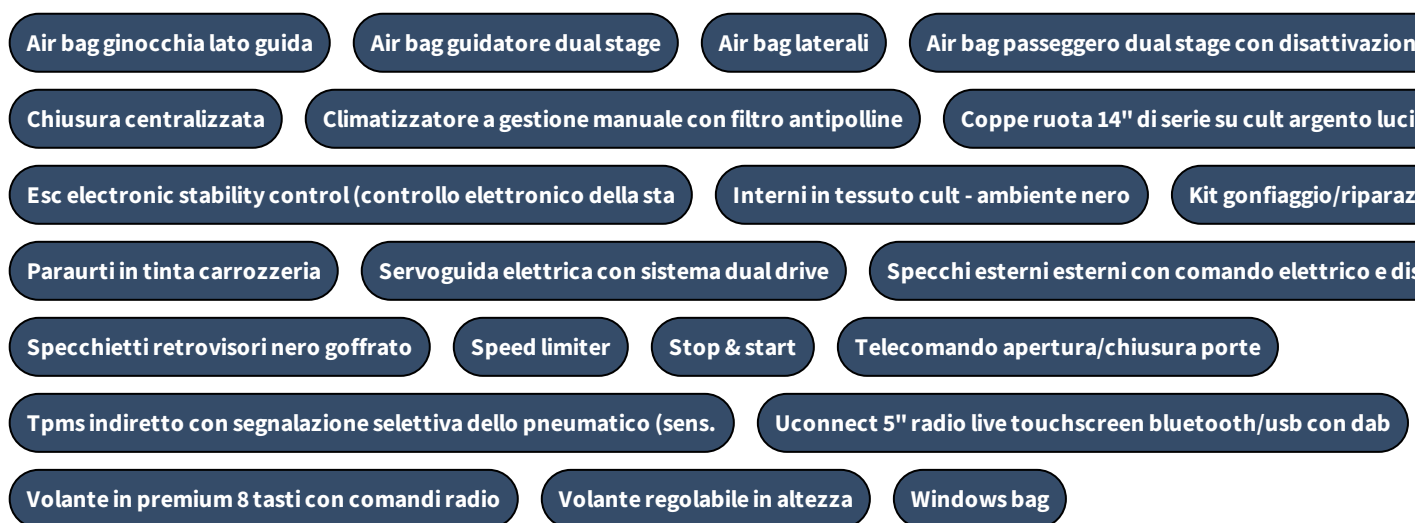 Air bag ginocchia lato guida Air bag guidatore dual stage Air bag laterali Air bag passeggero dual stage con disattivazion
Chiusura centralizzata Climatizzatore a gestione manuale con filtro antipolline Coppe ruota 14" di serie su cult argento luci
Esc electronic stability control (controllo elettronico della sta Interni in tessuto cult - ambiente nero Kit gonfiaggio/riparaz
Paraurti in tinta carrozzeria Servoguida elettrica con sistema dual drive Specchi esterni esterni con comando elettrico e dis
Specchietti retrovisori nero goffrato Speed limiter Stop & start Telecomando apertura/chiusura porte
Tpms indiretto con segnalazione selettiva dello pneumatico (sens. Uconnect 5" radio live touchscreen bluetooth/usb con dab
Volante in premium 8 tasti con comandi radio Volante regolabile in altezza Windows bag